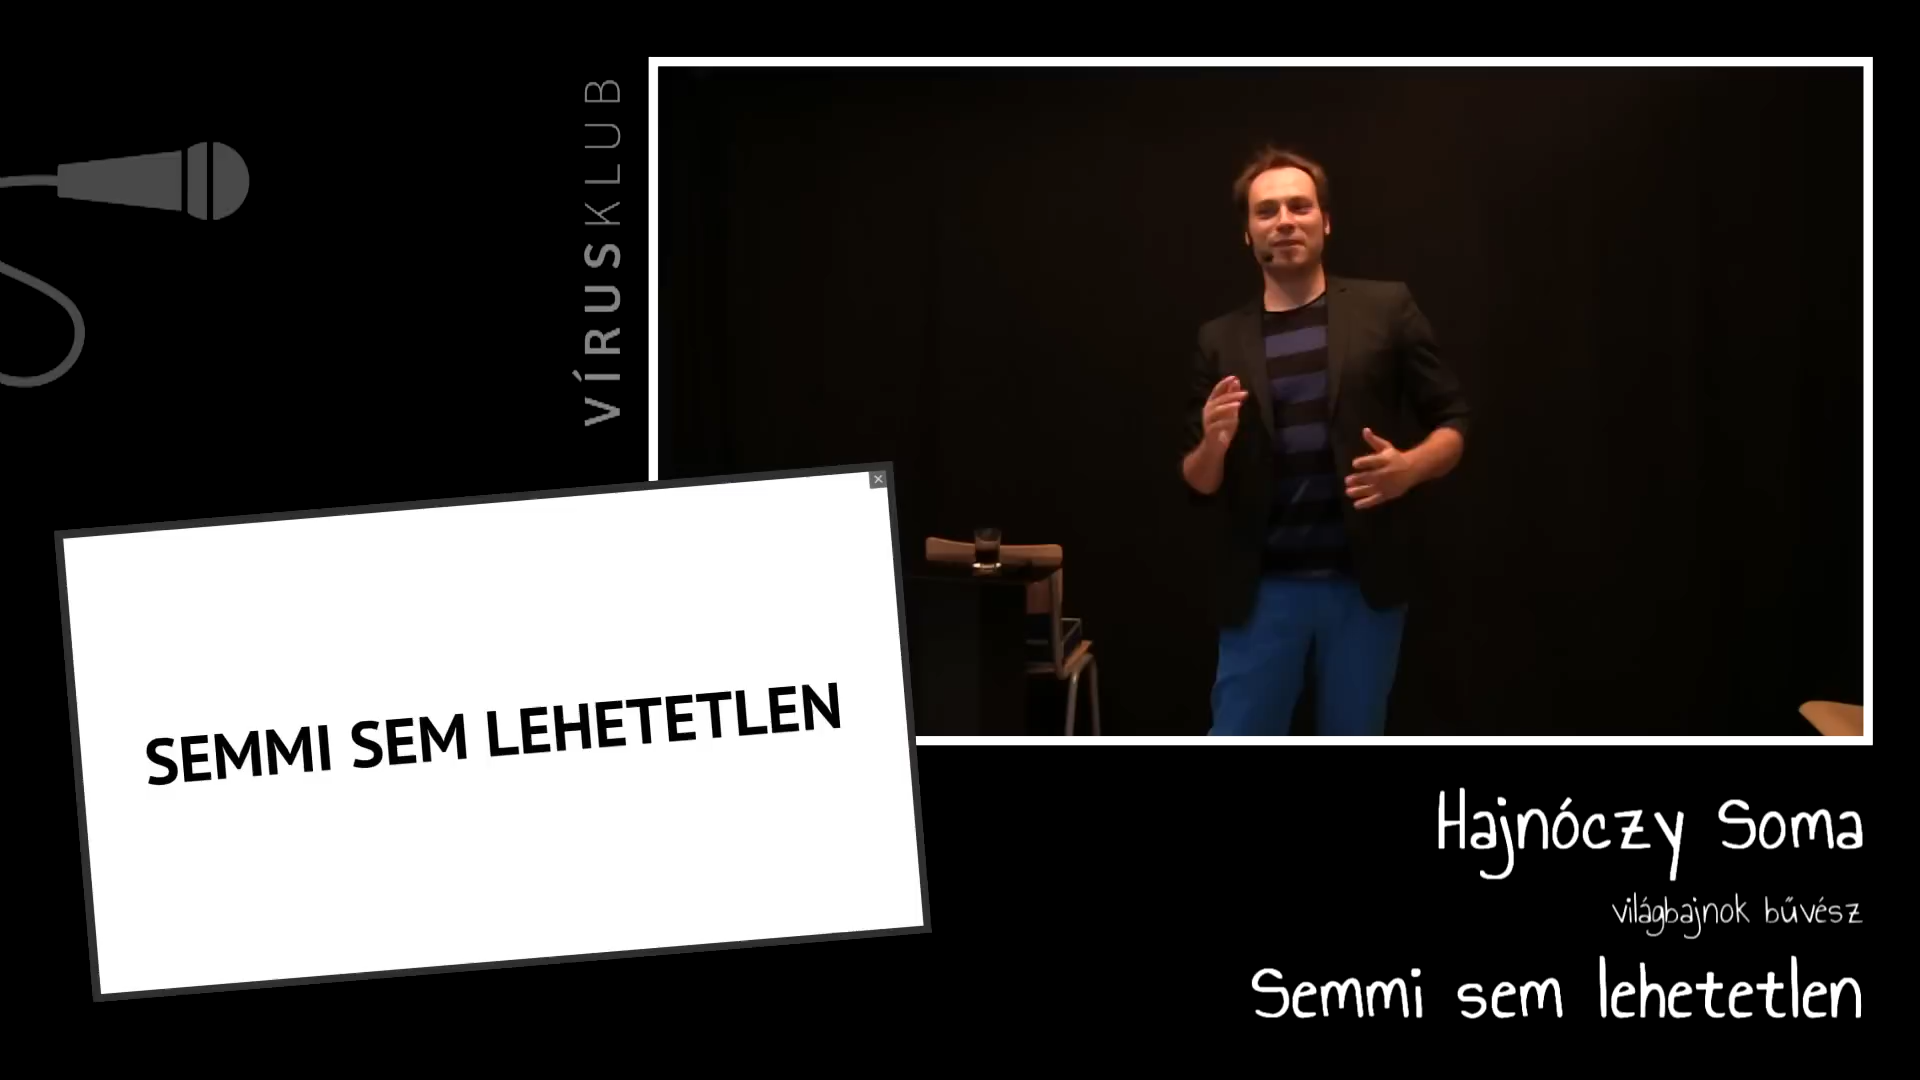 VÍRUSKLUB
SEMMI SEM LEHETETLEN
Hajnóczy Soma
világbajnok bűvész
Semmi sem lehetetlen